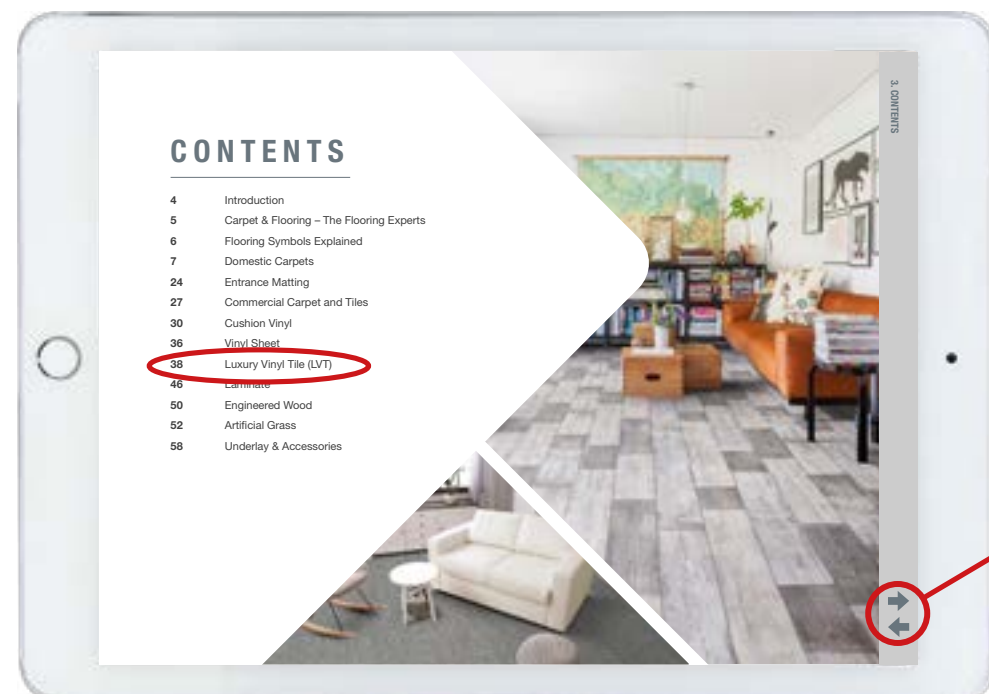 CONTENTS
4 Introduction
5 Carpet & Flooring – The Flooring Experts
6 Flooring Symbols Explained
7 Domestic Carpets
24 Entrance Matting
27 Commercial Carpet and Tiles
30 Cushion Vinyl
36 Vinyl Sheet
38 Luxury Vinyl Tile (LVT)
46 Laminate
50 Engineered Wood
52 Artificial Grass
58 Underlay & Accessories
3. CONTENTS